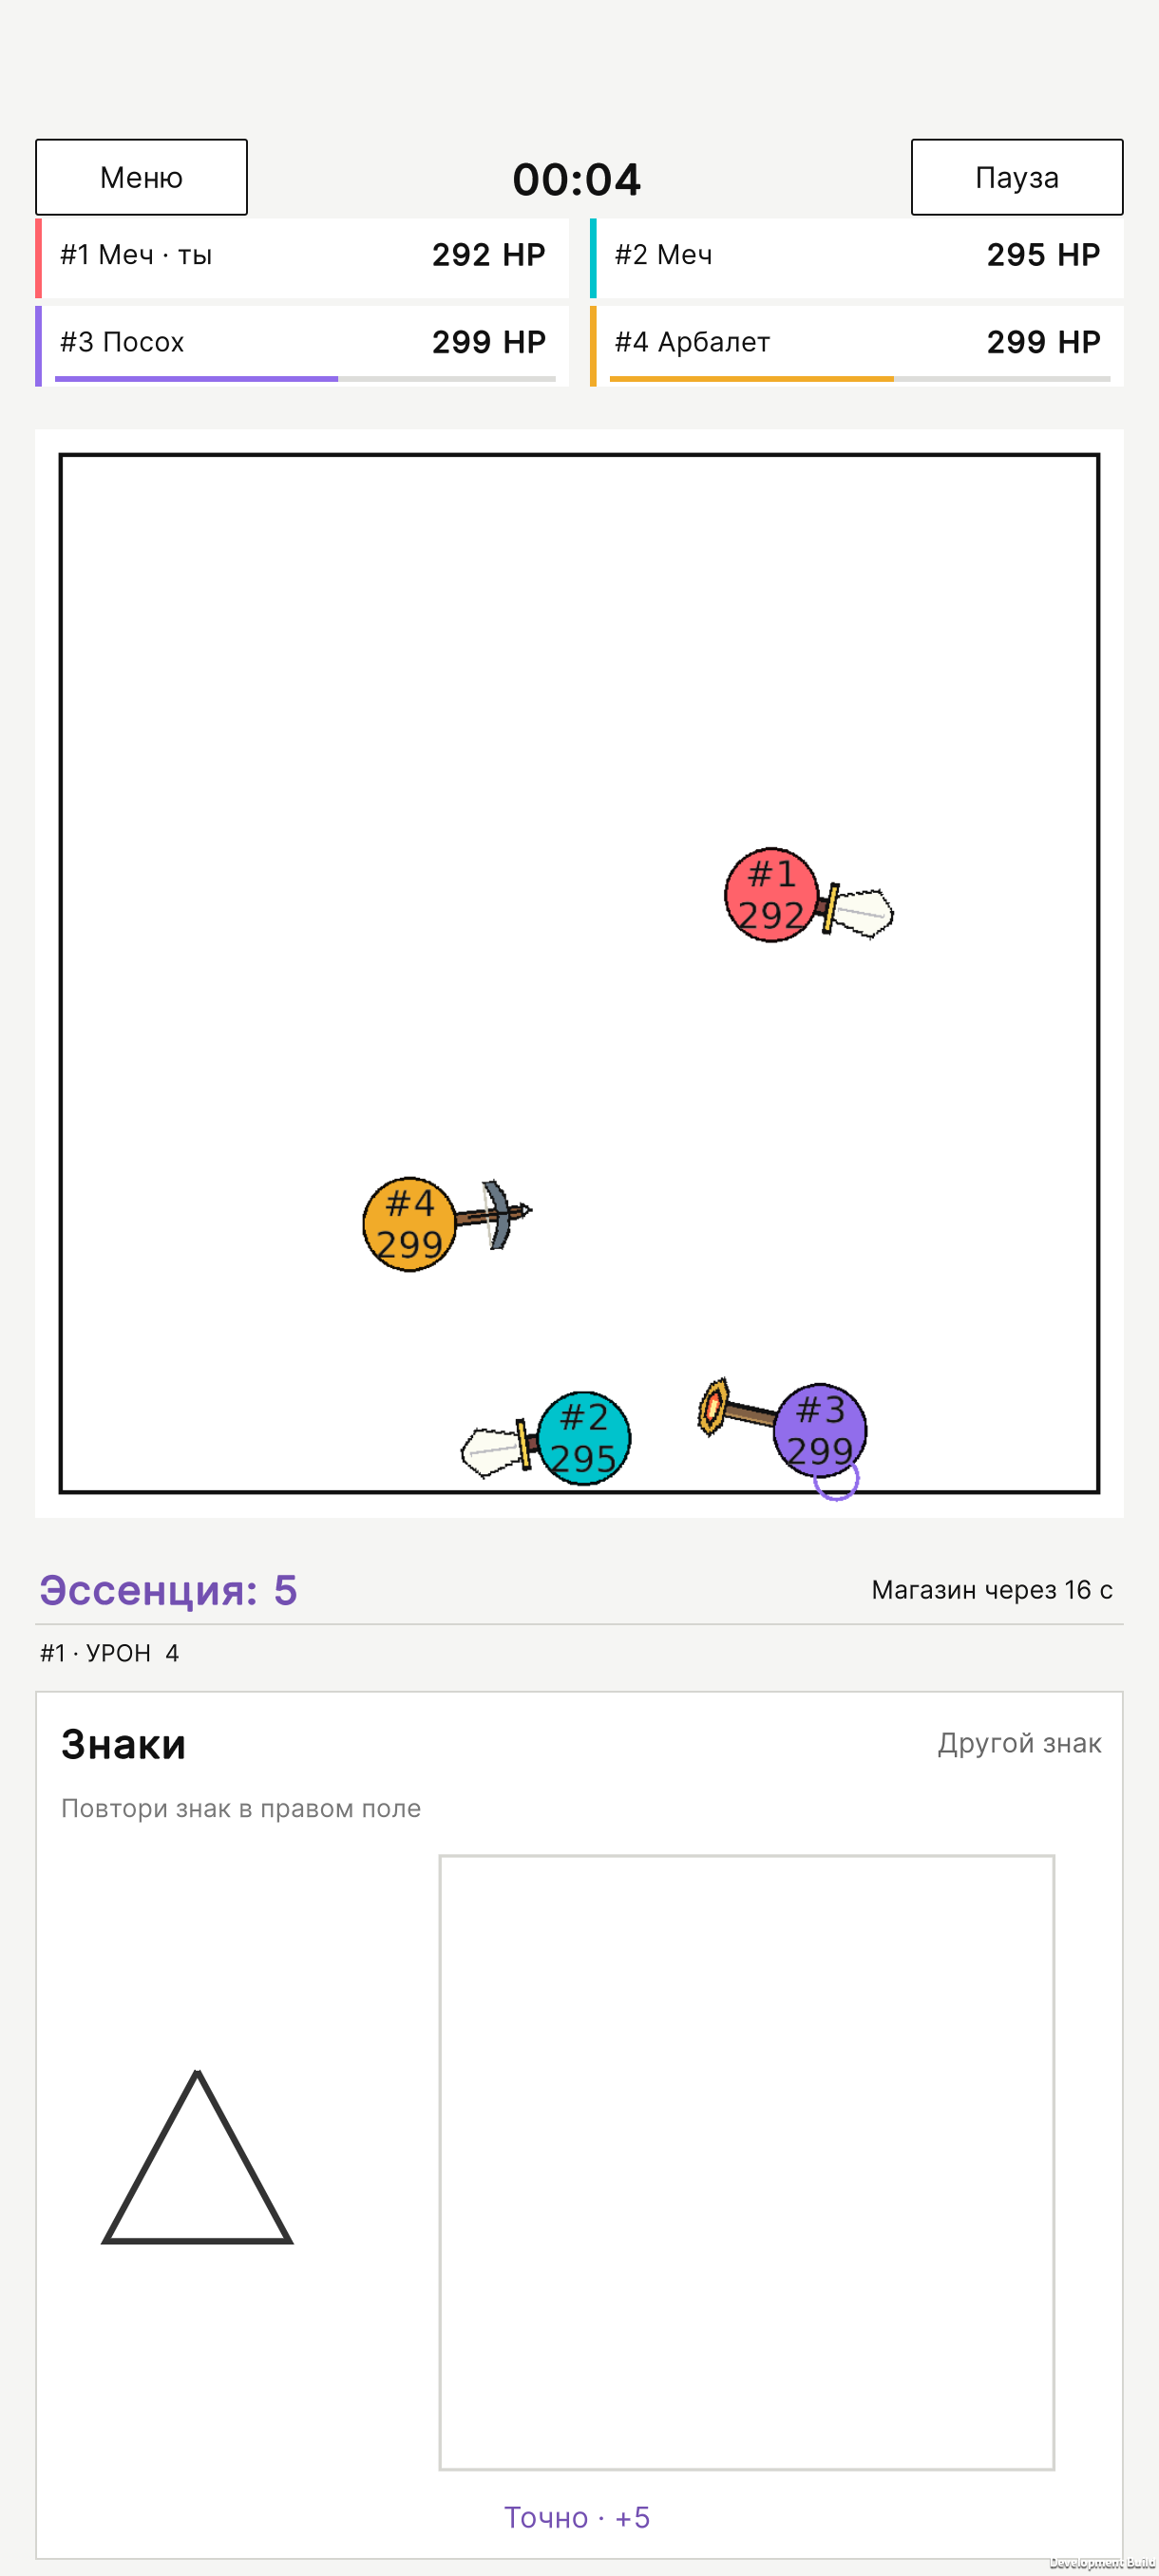 Меню
00:04
Пауза
#1 Меч · ты 292 HP
#2 Меч 295 HP
#3 Посох 299 HP
#4 Арбалет 299 HP
#1
292
#4
299
#2
295
#3
299
Эссенция: 5
Магазин через 16 с
#1 · УРОН 4
Знаки
Другой знак
Повтори знак в правом поле
Точно · +5
Development Build